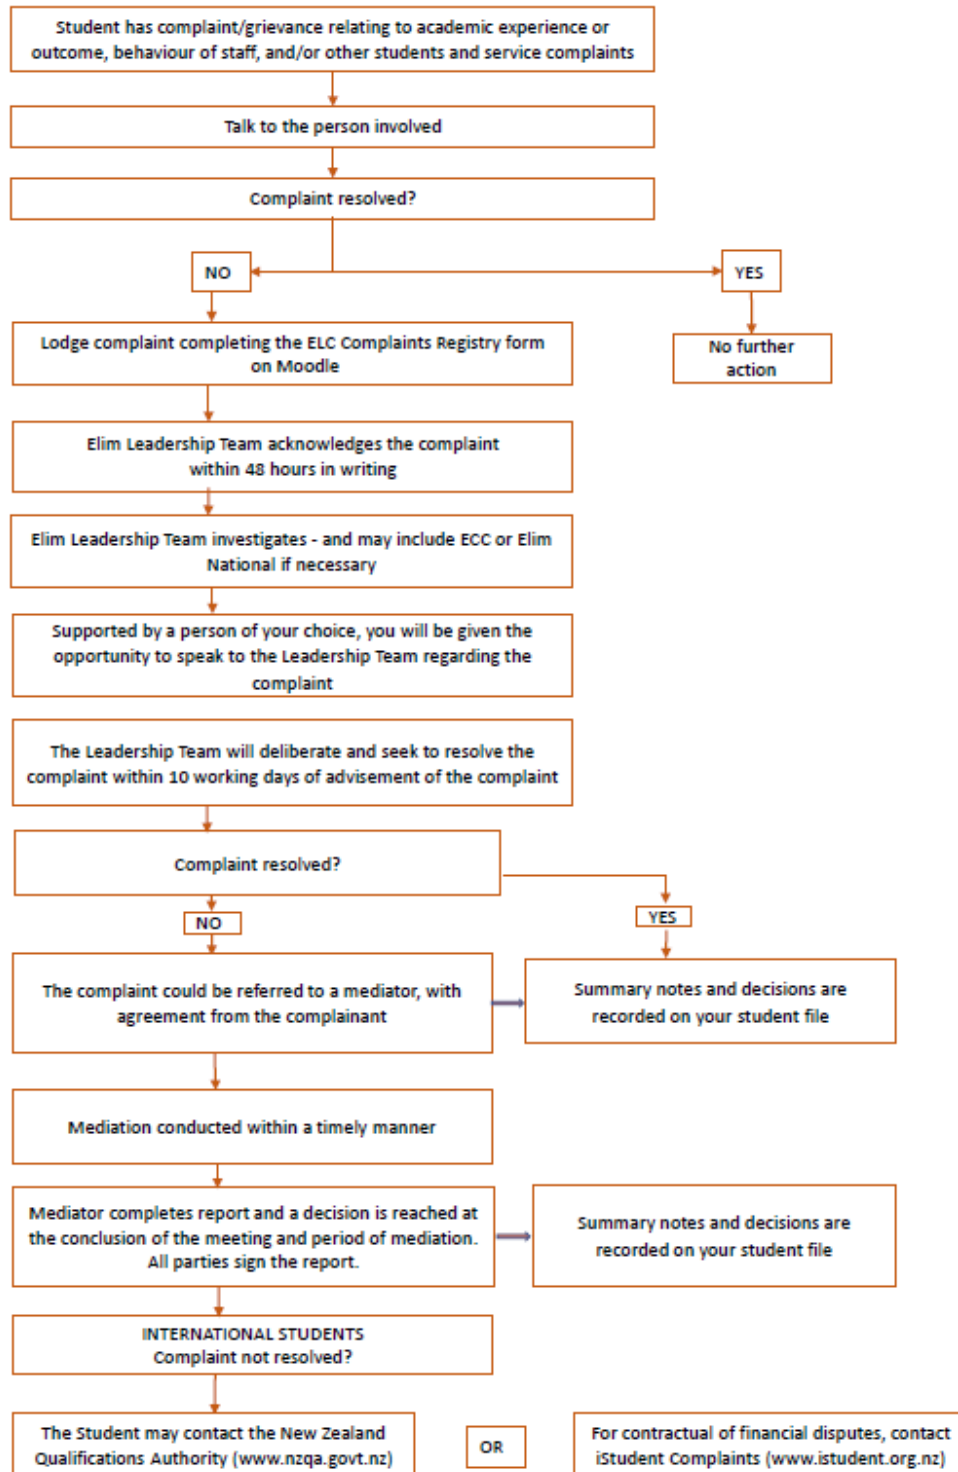 Student has complaint/grievance relating to academic experience or
outcome, behaviour of staff, and/or other students and service complaints
Talk to the person involved
Complaint resolved?
NO
YES
Lodge complaint completing the ELC Complaints Registry form
on Moodle
No further
action
Elim Leadership Team acknowledges the complaint
within 48 hours in writing
Elim Leadership Team investigates - and may include ECC or Elim
National if necessary
Supported by a person of your choice, you will be given the
opportunity to speak to the Leadership Team regarding the
complaint
The Leadership Team will deliberate and seek to resolve the
complaint within 10 working days of advisement of the complaint
Complaint resolved?
NO
YES
The complaint could be referred to a mediator, with
agreement from the complainant
Summary notes and decisions are
recorded on your student file
Mediation conducted within a timely manner
Mediator completes report and a decision is reached at
the conclusion of the meeting and period of mediation.
All parties sign the report.
Summary notes and decisions are
recorded on your student file
INTERNATIONAL STUDENTS
Complaint not resolved?
The Student may contact the New Zealand
Qualifications Authority (www.nzqa.govt.nz)
OR
For contractual of financial disputes, contact
iStudent Complaints (www.istudent.org.nz)